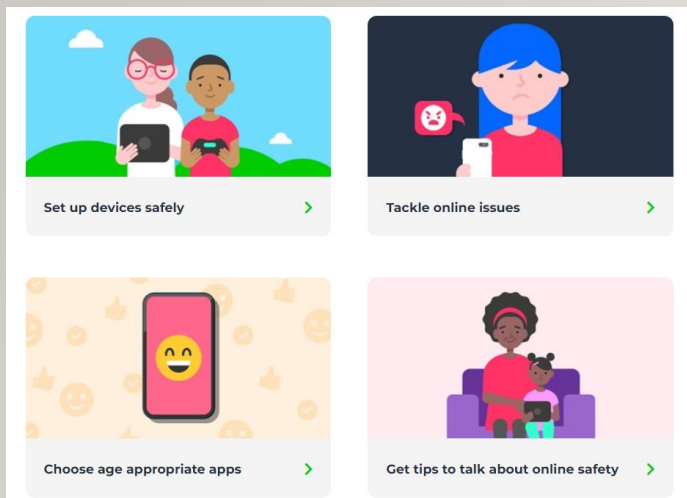 Set up devices safely
Tackle online issues
Choose age appropriate apps
Get tips to talk about online safety